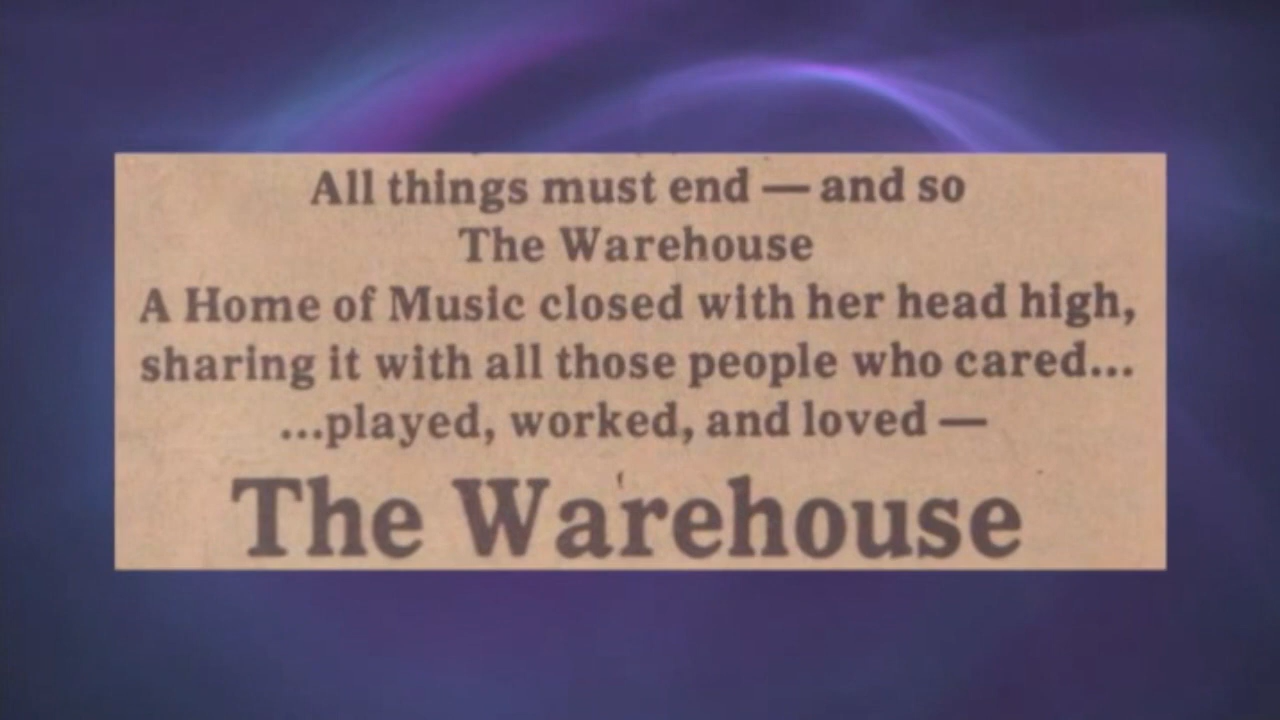 All things must end — and so
The Warehouse
A Home of Music closed with her head high,
sharing it with all those people who cared...
...played, worked, and loved —
The Warehouse